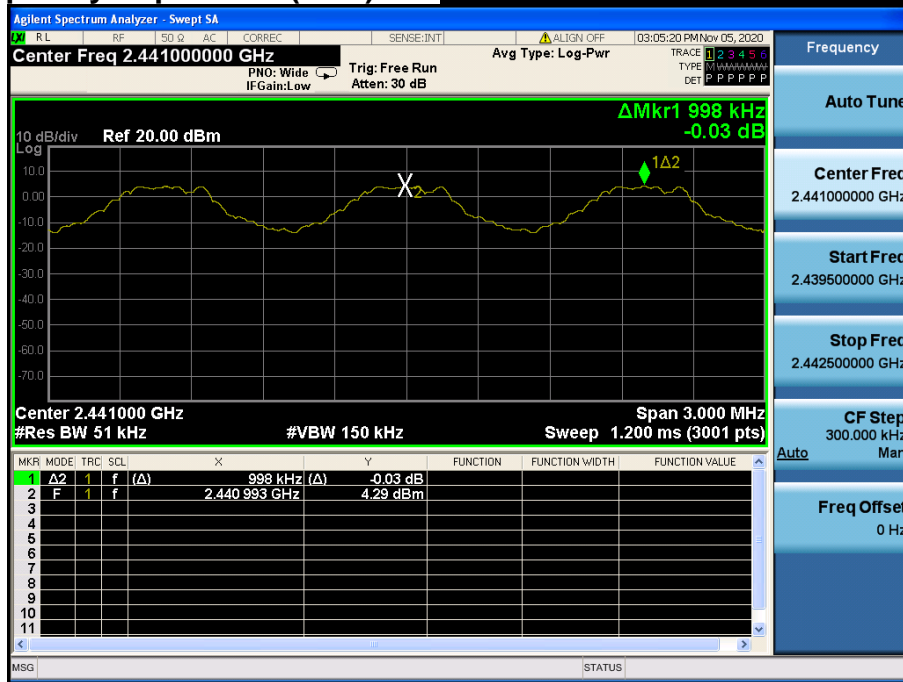 Agilent Spectrum Analyzer - Swept SA
LXI RL RF 50 Ω AC CORREC SENSE:INT ALIGN OFF 03:05:20 PM Nov 05, 2020
Center Freq 2.441000000 GHz Avg Type: Log-Pwr TRACE 1 2 3 4 5 6
PNO: Wide Trig: Free Run TYPE M WWWWW
IFGain:Low Atten: 30 dB DET P P P P P P
ΔMkr1 998 kHz
10 dB/div Ref 20.00 dBm -0.03 dB
Log
1Δ2
10.0
X
2
0.00
-10.0
-20.0
-30.0
-40.0
-50.0
-60.0
-70.0
Center 2.441000 GHz Span 3.000 MHz
#Res BW 51 kHz #VBW 150 kHz Sweep 1.200 ms (3001 pts)
MKR MODE TRC SCL X Y FUNCTION FUNCTION WIDTH FUNCTION VALUE
1 Δ2 1 f (Δ) 998 kHz (Δ) -0.03 dB
2 F 1 f 2.440 993 GHz 4.29 dBm
3
4
5
6
7
8
9
10
11
MSG STATUS
Frequency
Auto Tune
Center Freq
2.441000000 GHz
Start Freq
2.439500000 GHz
Stop Freq
2.442500000 GHz
CF Step
300.000 kHz
Auto Man
Freq Offset
0 Hz